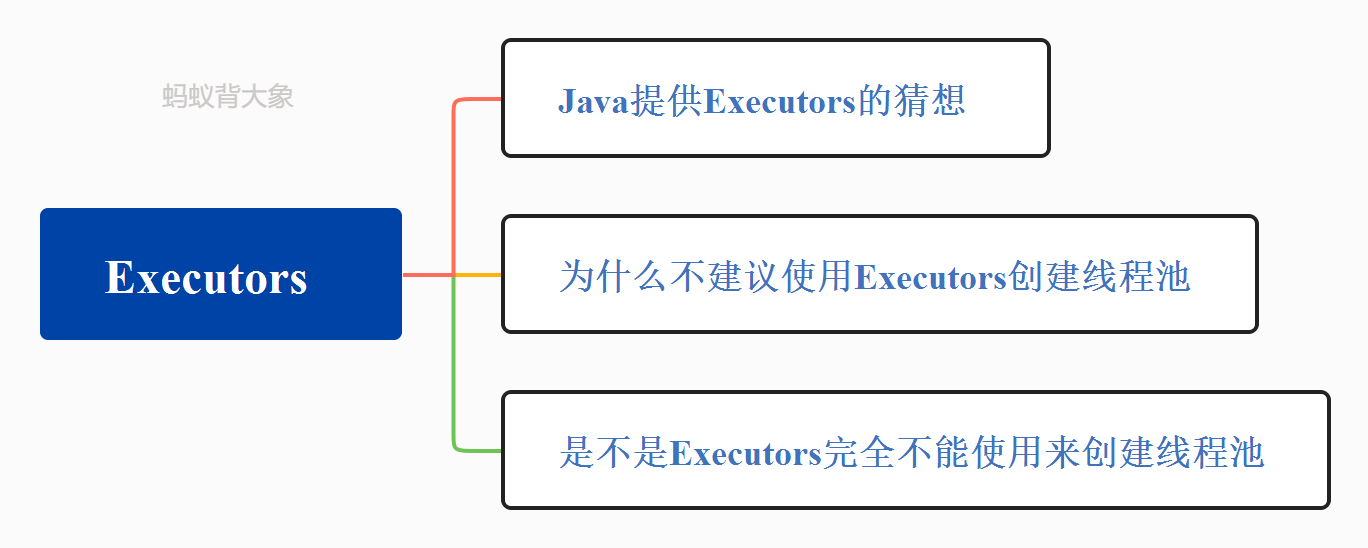 蚂蚁背大象
Java提供Executors的猜想
Executors
为什么不建议使用Executors创建线程池
是不是Executors完全不能使用来创建线程池